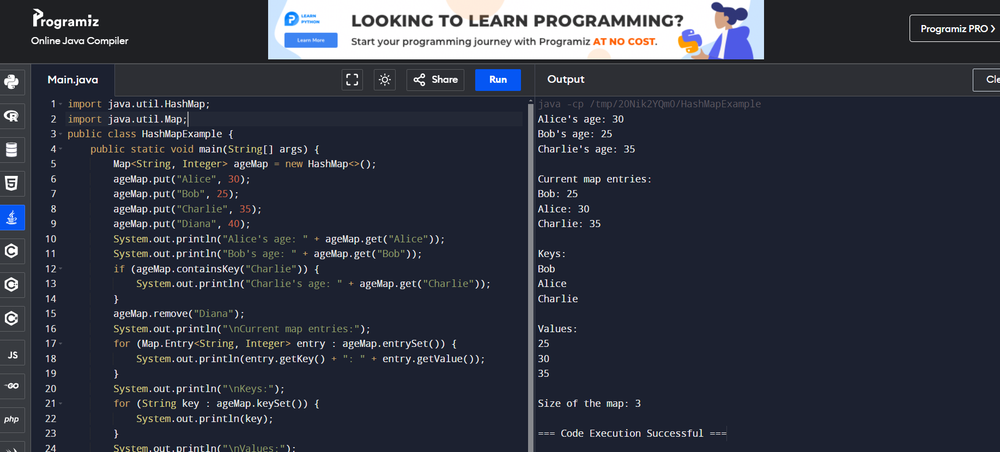 Programiz
Online Java Compiler
LEARN
PYTHON
Learn More
LOOKING TO LEARN PROGRAMMING?
Start your programming journey with Programiz AT NO COST.
Programiz PRO
Main.java
Share
Run
Output
Cle
1 import java.util.HashMap;
2 import java.util.Map;
3 public class HashMapExample {
4 public static void main(String[] args) {
5 Map<String, Integer> ageMap = new HashMap<>();
6 ageMap.put("Alice", 30);
7 ageMap.put("Bob", 25);
8 ageMap.put("Charlie", 35);
9 ageMap.put("Diana", 40);
10 System.out.println("Alice's age: " + ageMap.get("Alice"));
11 System.out.println("Bob's age: " + ageMap.get("Bob"));
12 if (ageMap.containsKey("Charlie")) {
13 System.out.println("Charlie's age: " + ageMap.get("Charlie"));
14 }
15 ageMap.remove("Diana");
16 System.out.println("\nCurrent map entries:");
17 for (Map.Entry<String, Integer> entry : ageMap.entrySet()) {
18 System.out.println(entry.getKey() + ": " + entry.getValue());
19 }
20 System.out.println("\nKeys:");
21 for (String key : ageMap.keySet()) {
22 System.out.println(key);
23 }
24 System.out.println("\nValues:");
java -cp /tmp/2ONik2YQmO/HashMapExample
Alice's age: 30
Bob's age: 25
Charlie's age: 35
Current map entries:
Bob: 25
Alice: 30
Charlie: 35
Keys:
Bob
Alice
Charlie
Values:
25
30
35
Size of the map: 3
=== Code Execution Successful ===
R
5
C
C++
C#
JS
GO
php